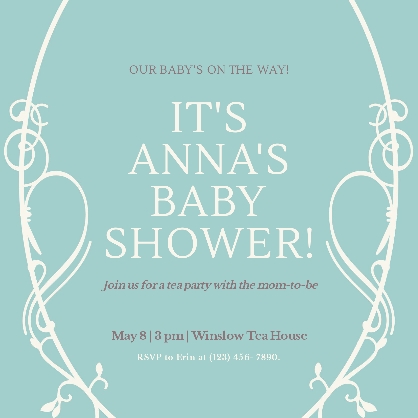 OUR BABY'S ON THE WAY!
IT'S
ANNA'S
BABY
SHOWER!
Join us for a tea party with the mom-to-be
May 8 | 3 pm | Winslow Tea House
RSVP to Erin at (123) 456-7890.